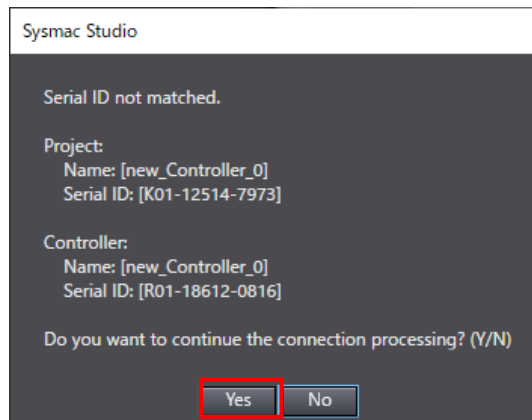 Sysmac Studio
Serial ID not matched.
Project:
Name: [new_Controller_0]
Serial ID: [K01-12514-7973]
Controller:
Name: [new_Controller_0]
Serial ID: [R01-18612-0816]
Do you want to continue the connection processing? (Y/N)
Yes No